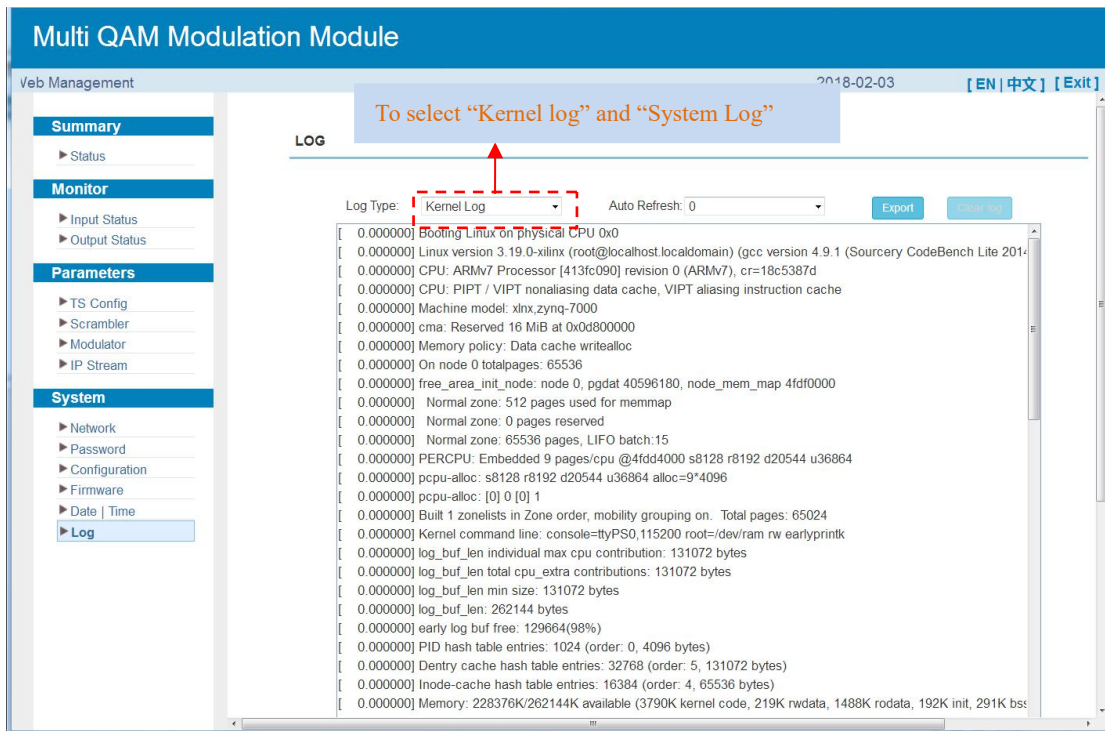 Multi QAM Modulation Module
Web Management
2018-02-03
[ EN | 中文 ] [ Exit ]
To select “Kernel log” and “System Log”
Summary
Status
Monitor
Input Status
Output Status
Parameters
TS Config
Scrambler
Modulator
IP Stream
System
Network
Password
Configuration
Firmware
Date | Time
Log
LOG
Log Type: Kernel Log Auto Refresh: 0 Export Clear log
[ 0.000000] Booting Linux on physical CPU 0x0
[ 0.000000] Linux version 3.19.0-xilinx (root@localhost.localdomain) (gcc version 4.9.1 (Sourcery CodeBench Lite 2014
[ 0.000000] CPU: ARMv7 Processor [413fc090] revision 0 (ARMv7), cr=18c5387d
[ 0.000000] CPU: PIPT / VIPT nonaliasing data cache, VIPT aliasing instruction cache
[ 0.000000] Machine model: xlnx,zynq-7000
[ 0.000000] cma: Reserved 16 MiB at 0x0d800000
[ 0.000000] Memory policy: Data cache writealloc
[ 0.000000] On node 0 totalpages: 65536
[ 0.000000] free_area_init_node: node 0, pgdat 40596180, node_mem_map 4fdf0000
[ 0.000000] Normal zone: 512 pages used for memmap
[ 0.000000] Normal zone: 0 pages reserved
[ 0.000000] Normal zone: 65536 pages, LIFO batch:15
[ 0.000000] PERCPU: Embedded 9 pages/cpu @4fdd4000 s8128 r8192 d20544 u36864
[ 0.000000] pcpu-alloc: s8128 r8192 d20544 u36864 alloc=9*4096
[ 0.000000] pcpu-alloc: [0] 0 [0] 1
[ 0.000000] Built 1 zonelists in Zone order, mobility grouping on. Total pages: 65024
[ 0.000000] Kernel command line: console=ttyPS0,115200 root=/dev/ram rw earlyprintk
[ 0.000000] log_buf_len individual max cpu contribution: 131072 bytes
[ 0.000000] log_buf_len total cpu_extra contributions: 131072 bytes
[ 0.000000] log_buf_len min size: 131072 bytes
[ 0.000000] log_buf_len: 262144 bytes
[ 0.000000] early log buf free: 129664(98%)
[ 0.000000] PID hash table entries: 1024 (order: 0, 4096 bytes)
[ 0.000000] Dentry cache hash table entries: 32768 (order: 5, 131072 bytes)
[ 0.000000] Inode-cache hash table entries: 16384 (order: 4, 65536 bytes)
[ 0.000000] Memory: 228376K/262144K available (3790K kernel code, 219K rwdata, 1488K rodata, 192K init, 291K bss